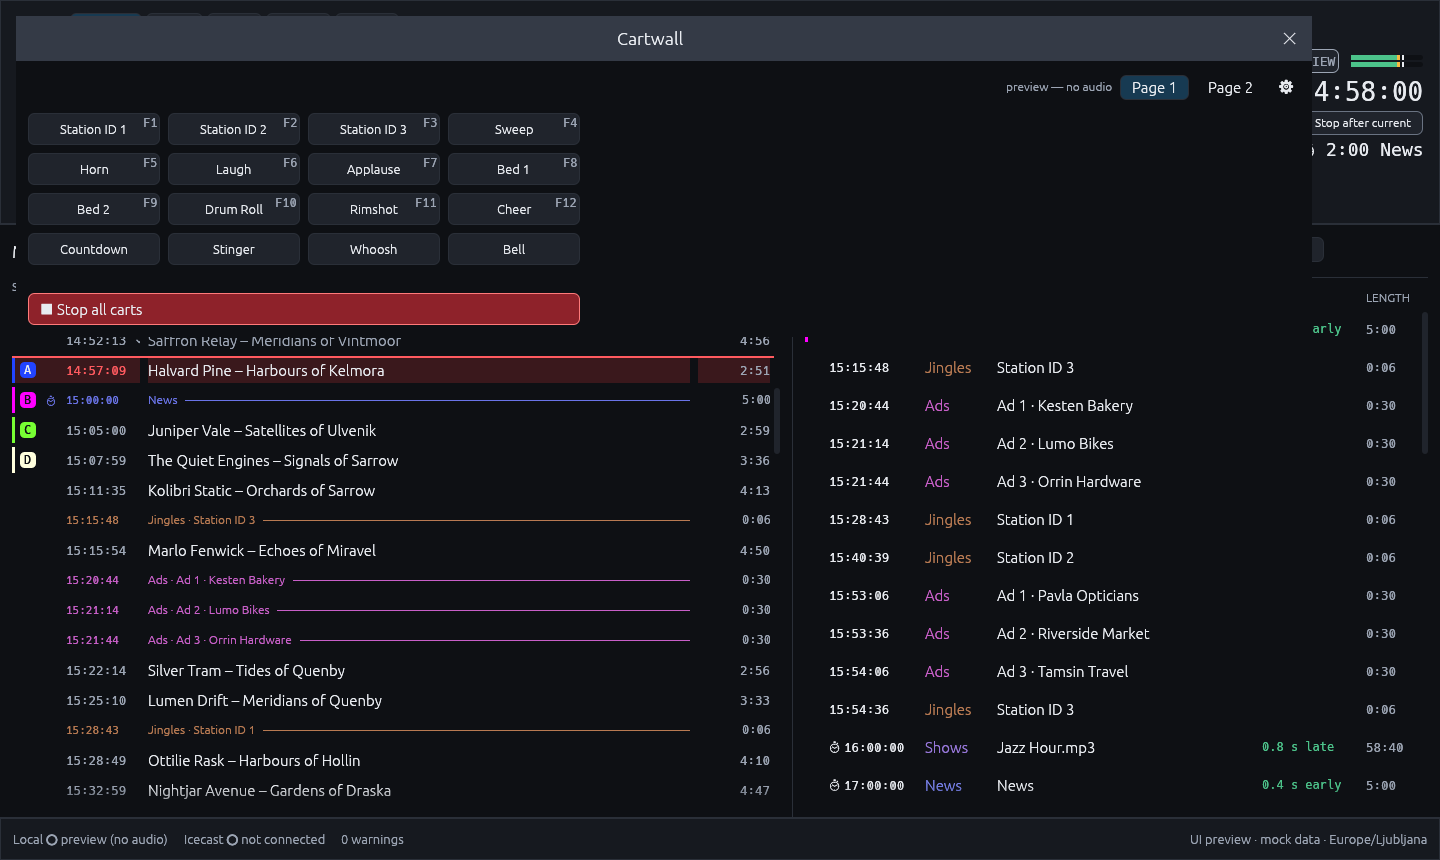 Cartwall
preview — no audio Page 1 Page 2
4:58:00
Stop after current
2:00 News
Station ID 1 F1 Station ID 2 F2 Station ID 3 F3 Sweep F4
Horn F5 Laugh F6 Applause F7 Bed 1 F8
Bed 2 F9 Drum Roll F10 Rimshot F11 Cheer F12
Countdown Stinger Whoosh Bell
Stop all carts
14:52:13 Saffron Relay – Meridians of Vintmoor 4:56
A 14:57:09 Halvard Pine – Harbours of Kelmora 2:51
B 15:00:00 News 5:00
C 15:05:00 Juniper Vale – Satellites of Ulvenik 2:59
D 15:07:59 The Quiet Engines – Signals of Sarrow 3:36
15:11:35 Kolibri Static – Orchards of Sarrow 4:13
15:15:48 Jingles · Station ID 3 0:06
15:15:54 Marlo Fenwick – Echoes of Miravel 4:50
15:20:44 Ads · Ad 1 · Kesten Bakery 0:30
15:21:14 Ads · Ad 2 · Lumo Bikes 0:30
15:21:44 Ads · Ad 3 · Orrin Hardware 0:30
15:22:14 Silver Tram – Tides of Quenby 2:56
15:25:10 Lumen Drift – Meridians of Quenby 3:33
15:28:43 Jingles · Station ID 1 0:06
15:28:49 Ottilie Rask – Harbours of Hollin 4:10
15:32:59 Nightjar Avenue – Gardens of Draska 4:47
LENGTH
arly 5:00
15:15:48 Jingles Station ID 3 0:06
15:20:44 Ads Ad 1 · Kesten Bakery 0:30
15:21:14 Ads Ad 2 · Lumo Bikes 0:30
15:21:44 Ads Ad 3 · Orrin Hardware 0:30
15:28:43 Jingles Station ID 1 0:06
15:40:39 Jingles Station ID 2 0:06
15:53:06 Ads Ad 1 · Pavla Opticians 0:30
15:53:36 Ads Ad 2 · Riverside Market 0:30
15:54:06 Ads Ad 3 · Tamsin Travel 0:30
15:54:36 Jingles Station ID 3 0:06
16:00:00 Shows Jazz Hour.mp3 0.8 s late 58:40
17:00:00 News News 0.4 s early 5:00
Local preview (no audio) Icecast not connected 0 warnings
UI preview · mock data · Europe/Ljubljana